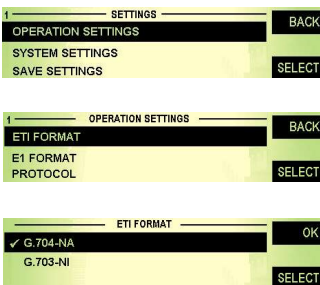 1 SETTINGS BACK
OPERATION SETTINGS
SYSTEM SETTINGS
SAVE SETTINGS SELECT
1 OPERATION SETTINGS BACK
ETI FORMAT
E1 FORMAT
PROTOCOL SELECT
ETI FORMAT OK
✓ G.704-NA
G.703-NI
SELECT